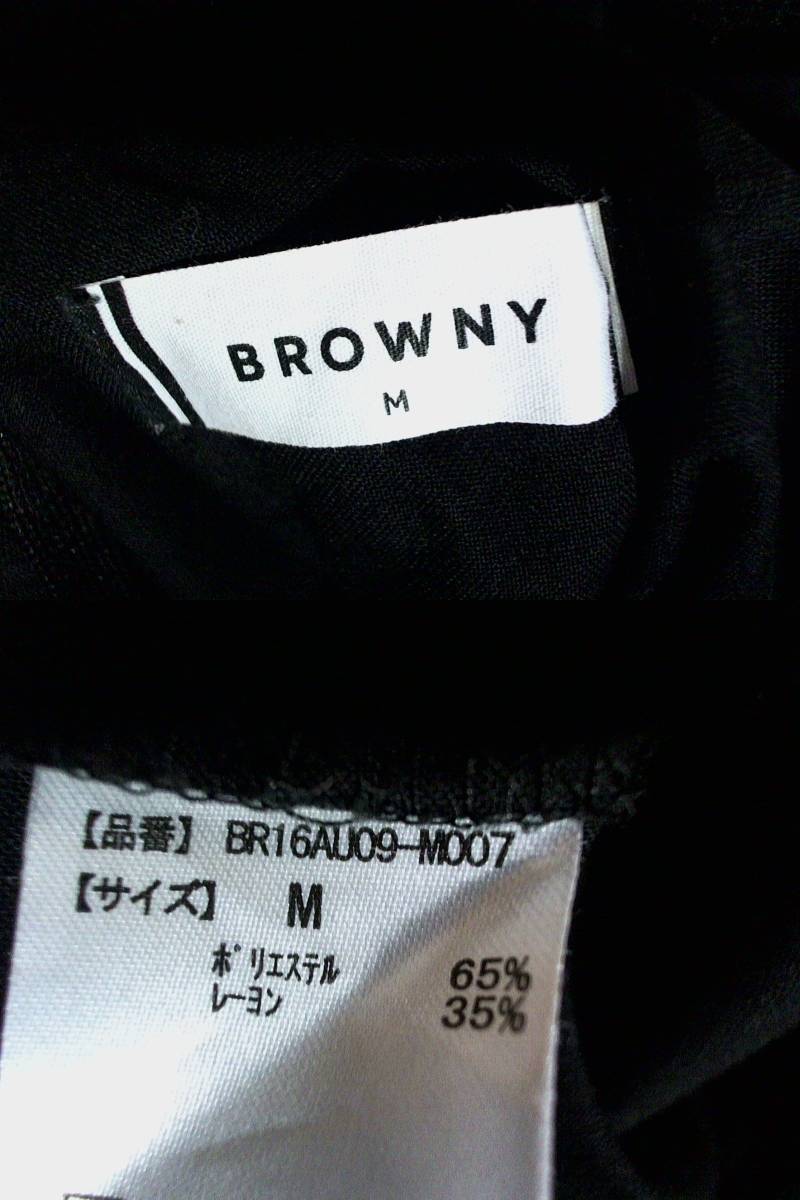 BROWNY
M
【品番】 BR16AU09-M007
【サイズ】 M
ﾎﾟﾘｴｽﾃﾙ 65%
ﾚｰﾖﾝ 35%